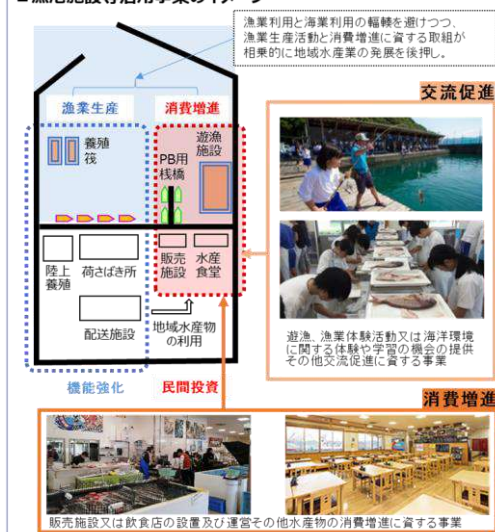 漁業利用と海業利用の輻輳を避けつつ、
漁業生産活動と消費増進に資する取組が
相乗的に地域水産業の発展を後押し。
漁業生産
消費増進
養殖
筏
PB用
桟橋
遊漁
施設
陸上
養殖
荷さばき所
販売
施設
水産
食堂
配送施設
地域水産物
の利用
機能強化
民間投資
交流促進
遊漁、漁業体験活動又は海洋環境
に関する体験や学習の機会の提供
その他交流促進に資する事業
消費増進
販売施設又は飲食店の設置及び運営その他水産物の消費増進に資する事業